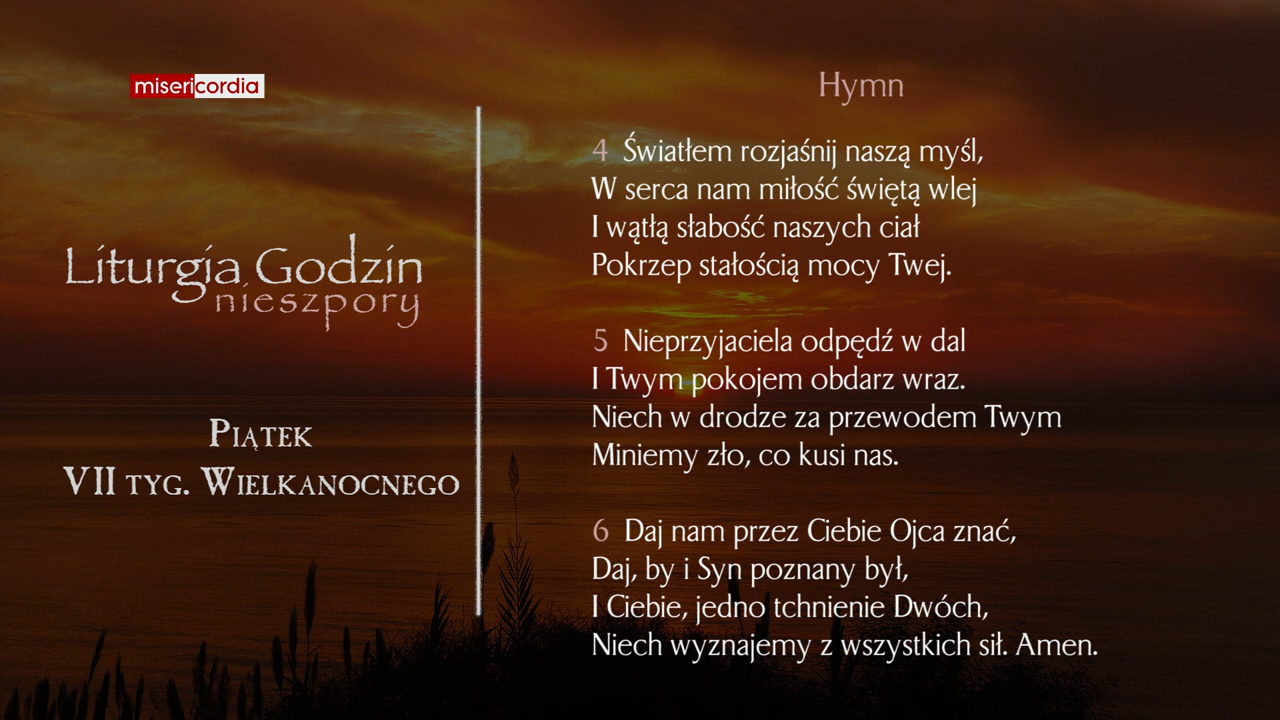 misericordia
Liturgia Godzin
nieszpory
Piątek
VII tyg. Wielkanocnego
Hymn
4 Światłem rozjaśnij naszą myśl,
W serca nam miłość świętą wlej
I wątłą słabość naszych ciał
Pokrzep stałością mocy Twej.
5 Nieprzyjaciela odpędź w dal
I Twym pokojem obdarz wraz.
Niech w drodze za przewodem Twym
Miniemy zło, co kusi nas.
6 Daj nam przez Ciebie Ojca znać,
Daj, by i Syn poznany był,
I Ciebie, jedno tchnienie Dwóch,
Niech wyznajemy z wszystkich sił. Amen.